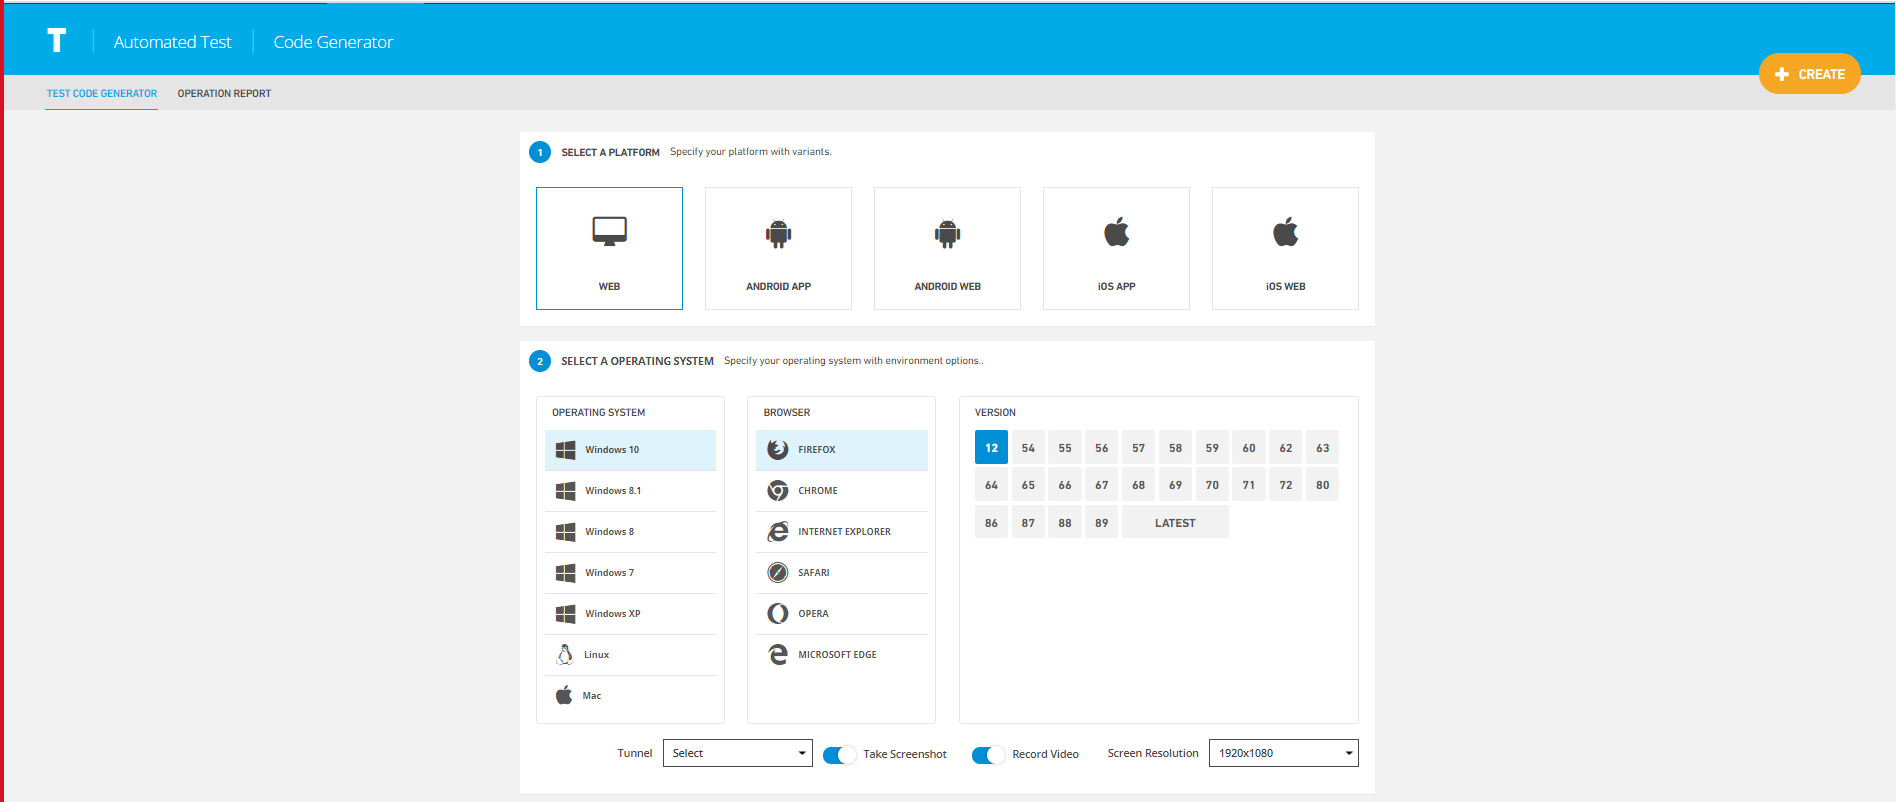 T Automated Test Code Generator
CREATE
TEST CODE GENERATOR OPERATION REPORT
1 SELECT A PLATFORM Specify your platform with variants.
WEB ANDROID APP ANDROID WEB iOS APP iOS WEB
2 SELECT A OPERATING SYSTEM Specify your operating system with environment options..
OPERATING SYSTEM
Windows 10
Windows 8.1
Windows 8
Windows 7
Windows XP
Linux
Mac
BROWSER
FIREFOX
CHROME
INTERNET EXPLORER
SAFARI
OPERA
MICROSOFT EDGE
VERSION
12 54 55 56 57 58 59 60 62 63
64 65 66 67 68 69 70 71 72 80
86 87 88 89 LATEST
Tunnel Select Take Screenshot Record Video Screen Resolution 1920x1080